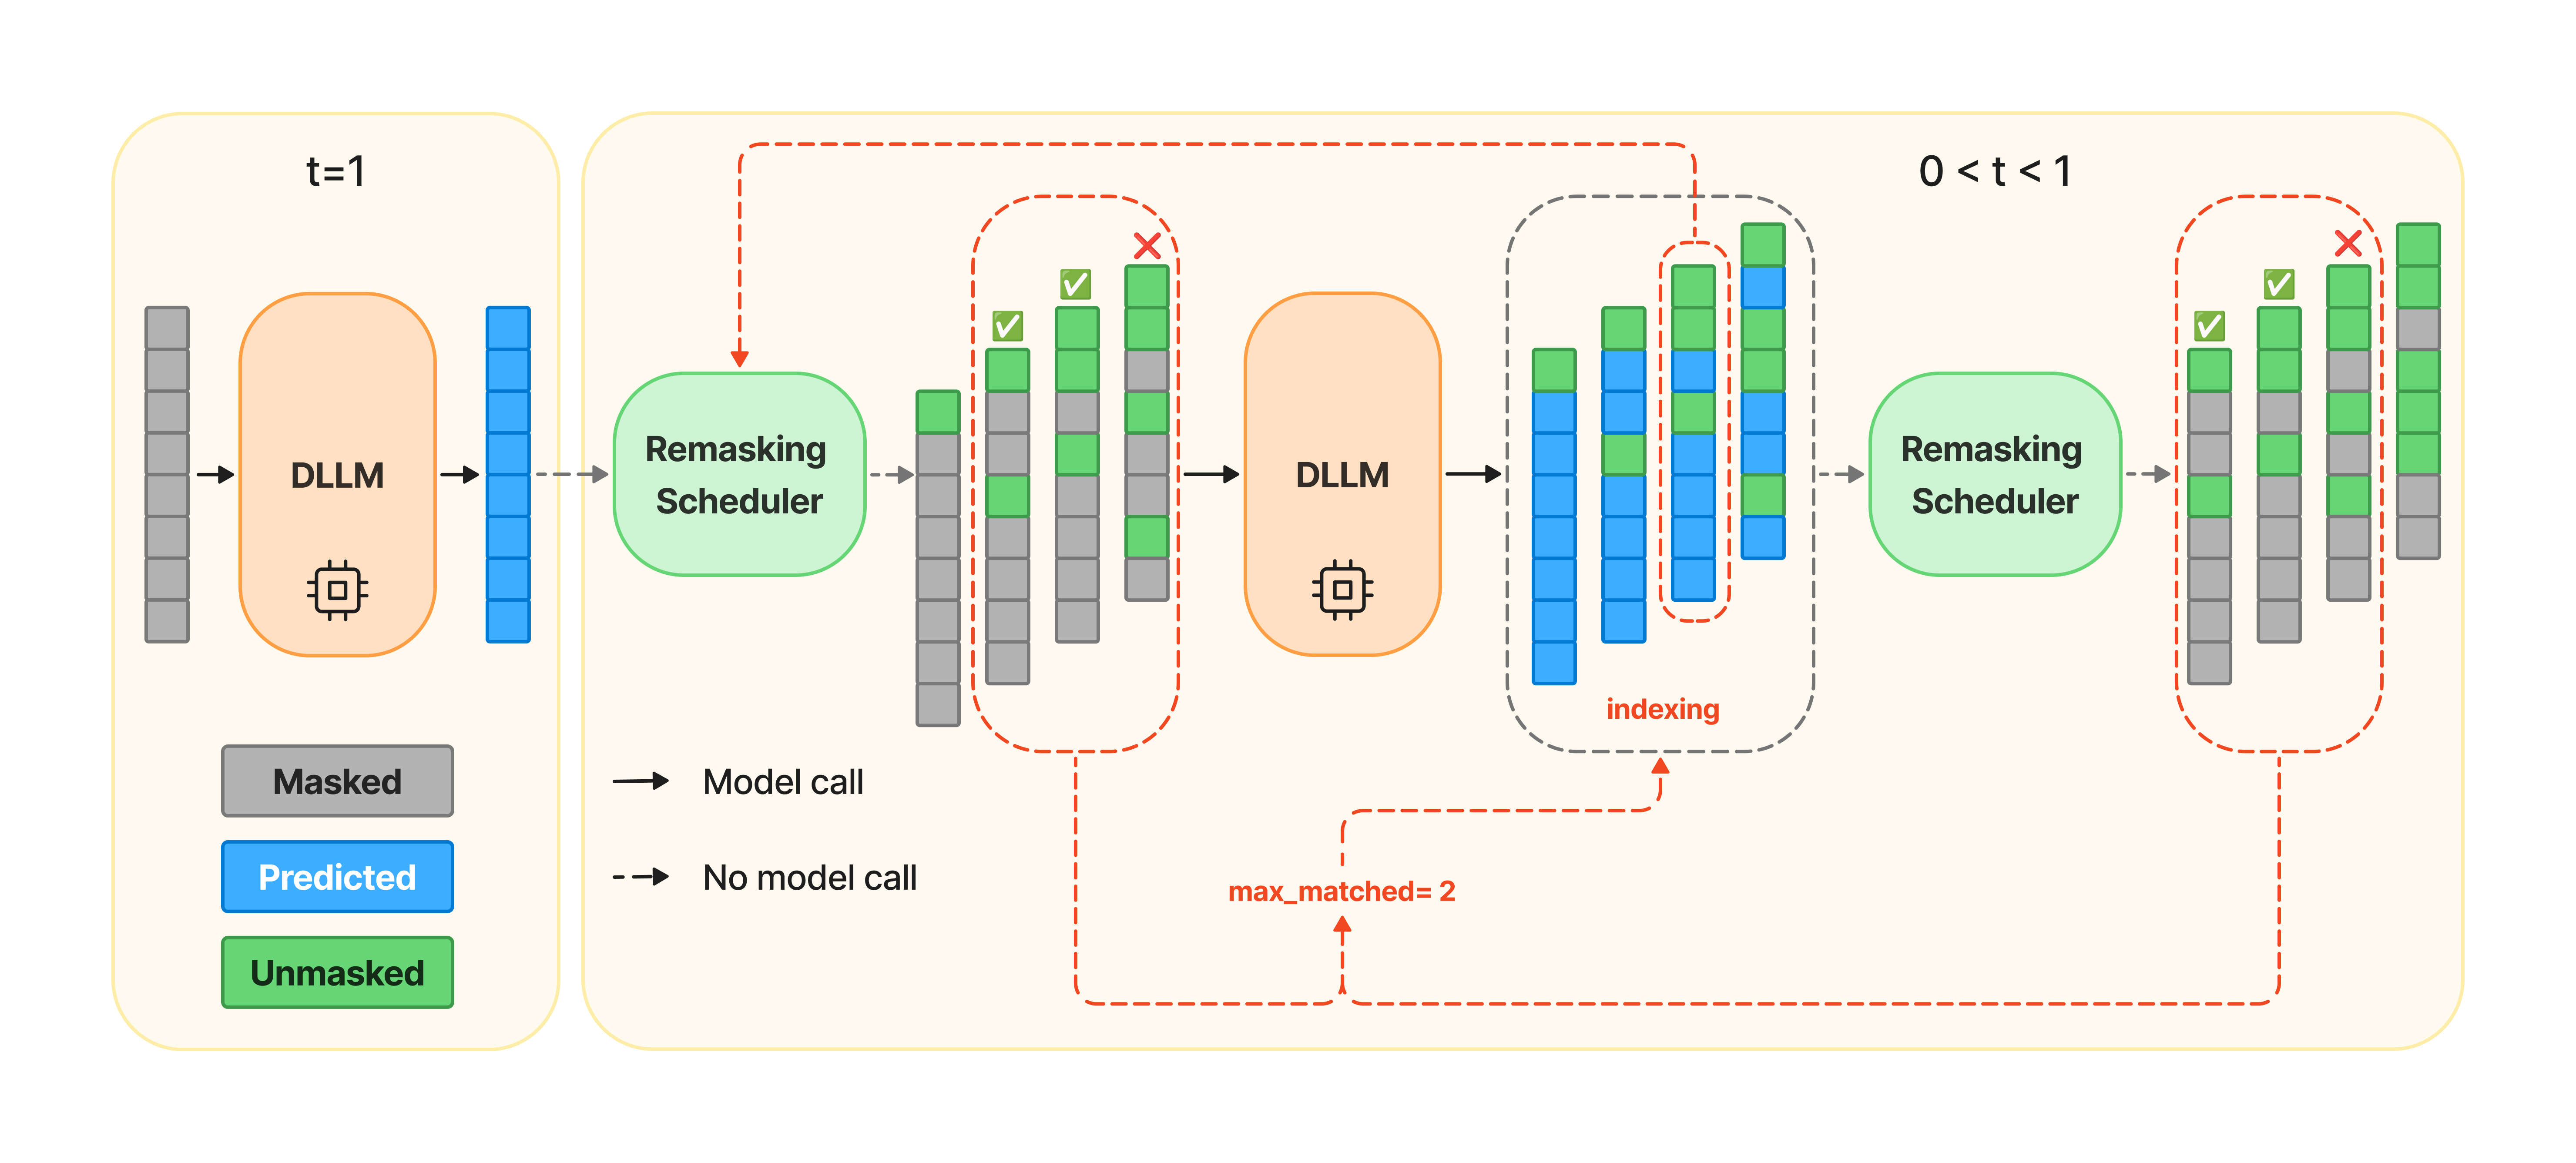 t=1
0 < t < 1
DLLM
Remasking
Scheduler
DLLM
Remasking
Scheduler
indexing
Masked
Model call
Predicted
No model call
max_matched= 2
Unmasked